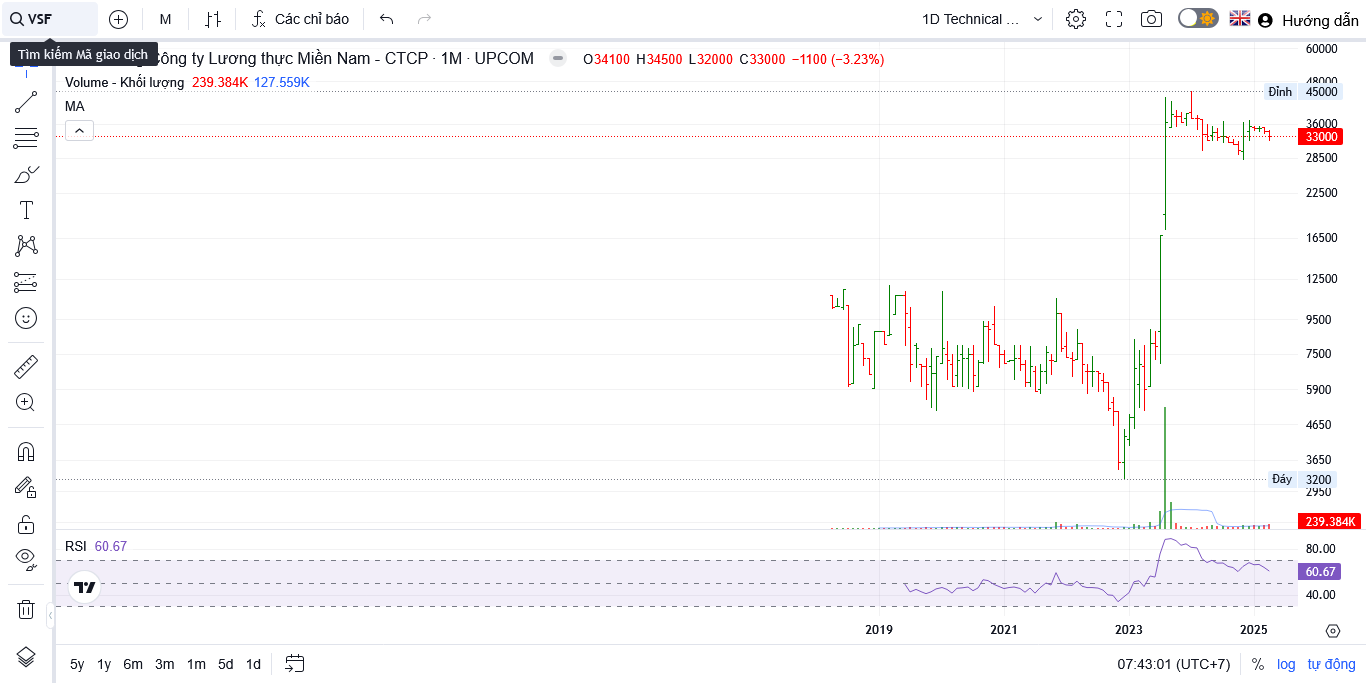 VSF
M
Các chỉ báo
1D Technical ...
Hướng dẫn
Tìm kiếm Mã giao dịch
Công ty Lương thực Miền Nam - CTCP · 1M · UPCOM
O34100 H34500 L32000 C33000 −1100 (−3.23%)
Volume - Khối lượng 239.384K 127.559K
MA
60000
48000
Đỉnh 45000
36000
33000
28500
22500
16500
12500
9500
7500
5900
4650
3650
Đáy 3200
2950
239.384K
RSI 60.67
80.00
60.67
40.00
2019 2021 2023 2025
5y 1y 6m 3m 1m 5d 1d
07:43:01 (UTC+7) % log tự động